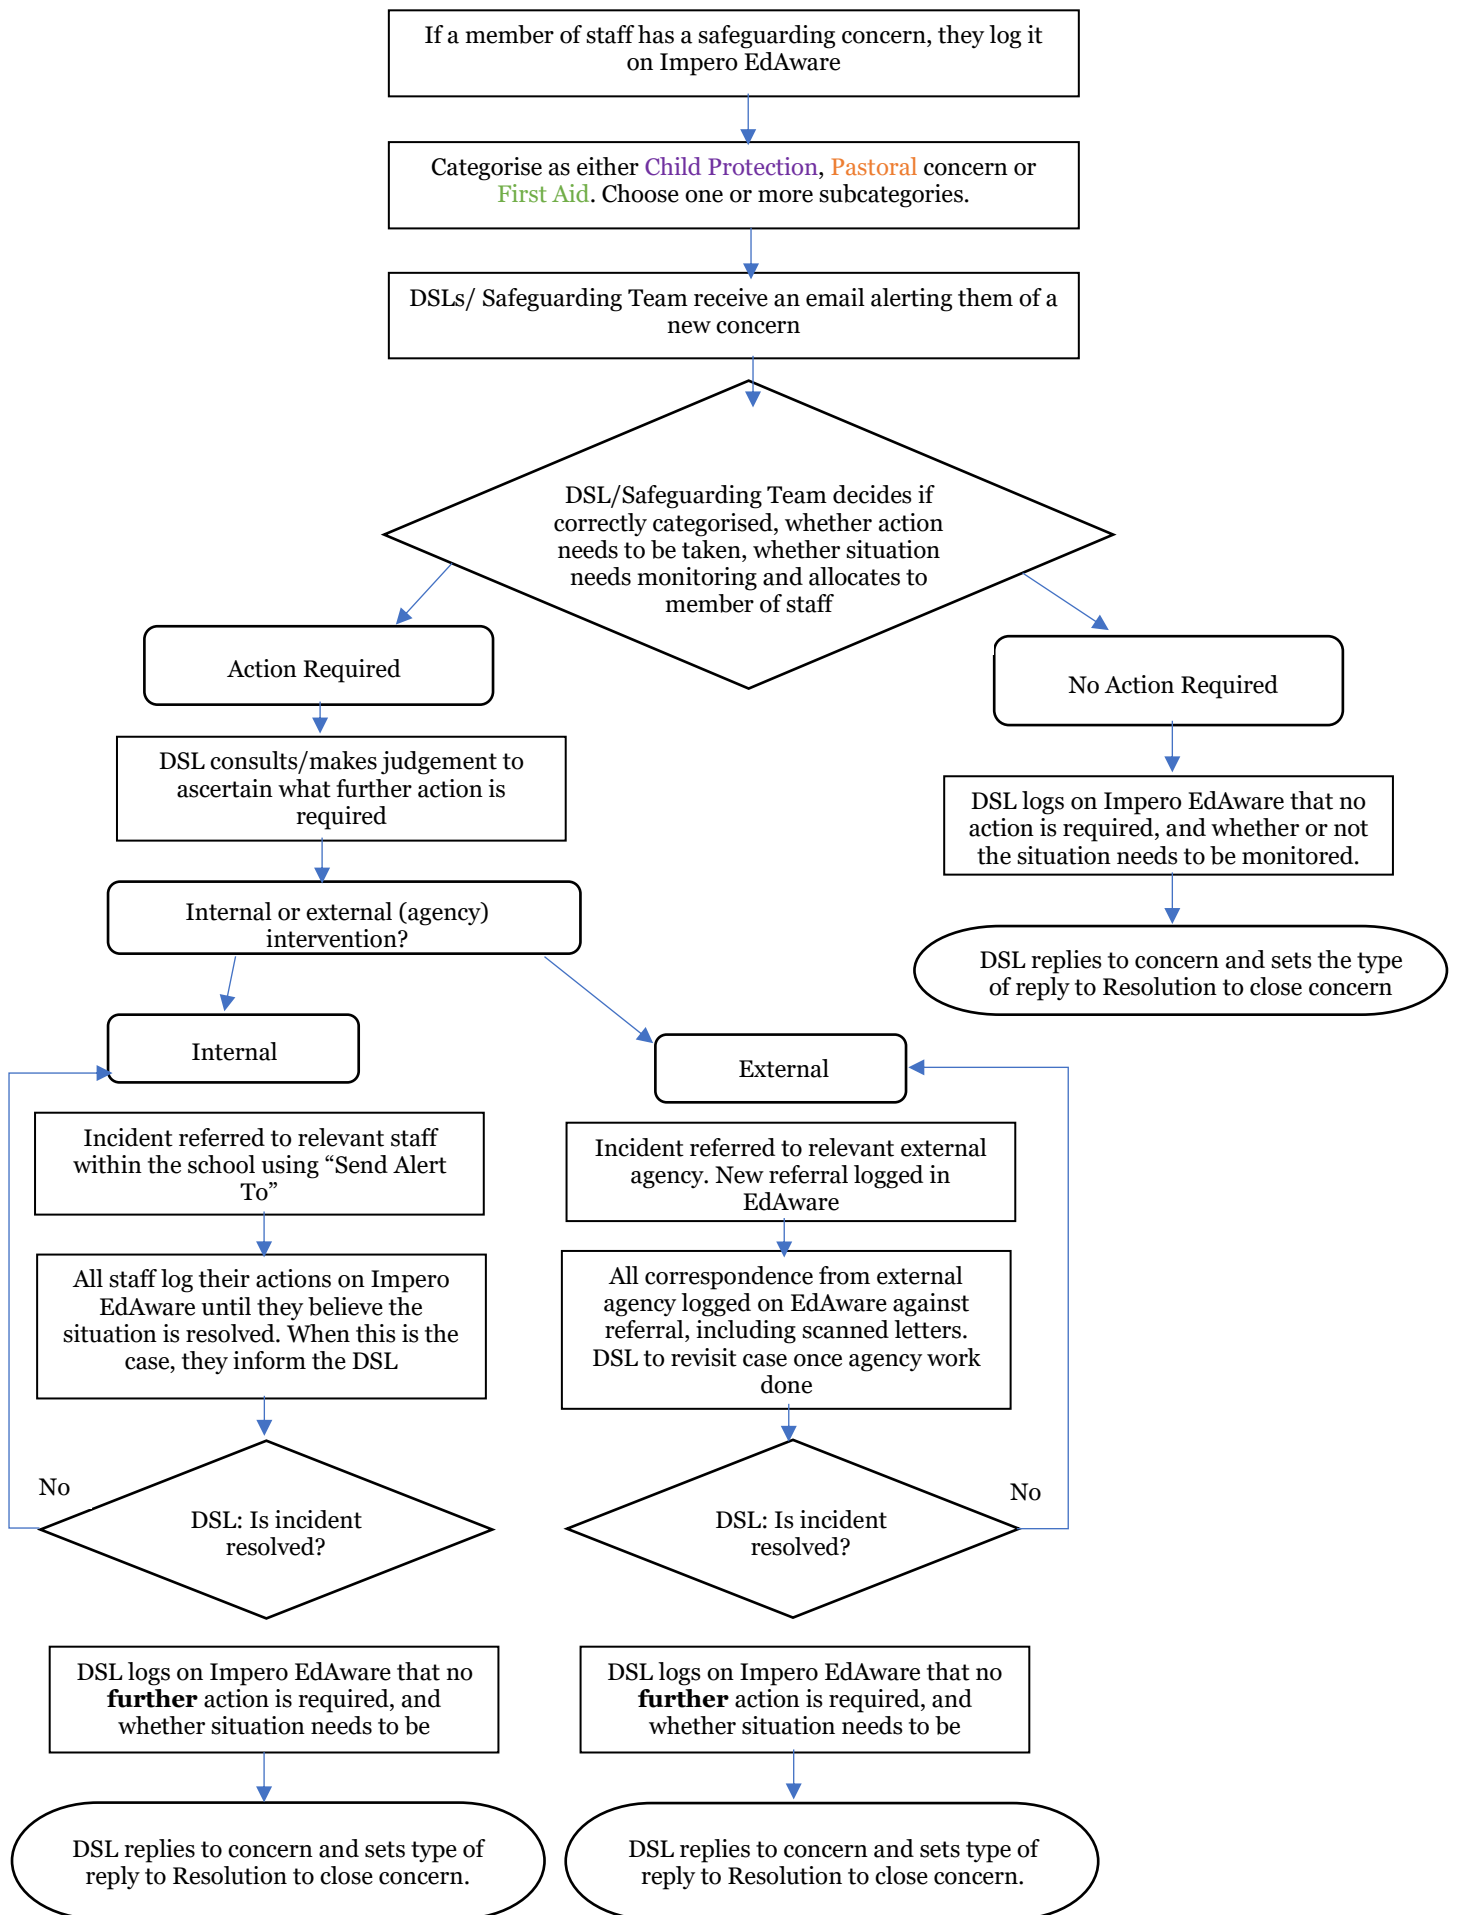 If a member of staff has a safeguarding concern, they log it
on Impero EdAware
Categorise as either Child Protection, Pastoral concern or
First Aid. Choose one or more subcategories.
DSLs/ Safeguarding Team receive an email alerting them of a
new concern
DSL/Safeguarding Team decides if
correctly categorised, whether action
needs to be taken, whether situation
needs monitoring and allocates to
member of staff
Action Required
No Action Required
DSL consults/makes judgement to
ascertain what further action is
required
DSL logs on Impero EdAware that no
action is required, and whether or not
the situation needs to be monitored.
Internal or external (agency)
intervention?
DSL replies to concern and sets the type
of reply to Resolution to close concern
Internal
External
Incident referred to relevant staff
within the school using “Send Alert
To”
Incident referred to relevant external
agency. New referral logged in
EdAware
All staff log their actions on Impero
EdAware until they believe the
situation is resolved. When this is the
case, they inform the DSL
All correspondence from external
agency logged on EdAware against
referral, including scanned letters.
DSL to revisit case once agency work
done
No
DSL: Is incident
resolved?
No
DSL: Is incident
resolved?
DSL logs on Impero EdAware that no
further action is required, and
whether situation needs to be
DSL logs on Impero EdAware that no
further action is required, and
whether situation needs to be
DSL replies to concern and sets type of
reply to Resolution to close concern.
DSL replies to concern and sets type of
reply to Resolution to close concern.